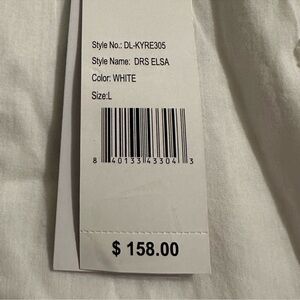 Style No.: DL-KYRE305
Style Name: DRS ELSA
Color: WHITE
Size:L
8 40133 43304 3
$ 158.00